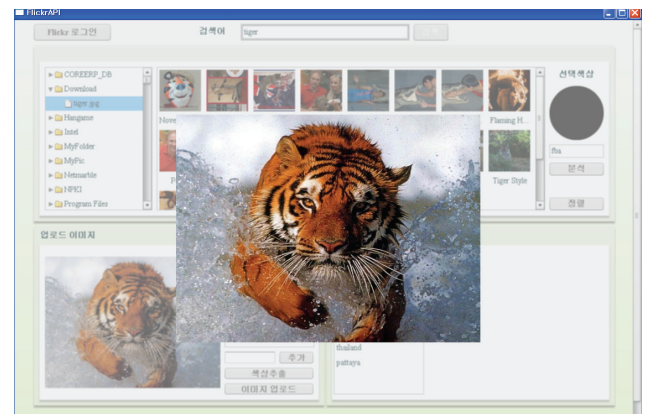 FlickrAPI
Flickr 로그인
검색어
tiger
COREERP_DB
Download
tiger.jpg
Hangame
Intel
MyFolder
MyPic
Netmarble
NPKI
Program Files
Nove
Flaming H...
Tiger Style
선택색상
fba
분석
정렬
업로드 이미지
thailand
pattaya
추가
색상추출
이미지 업로드